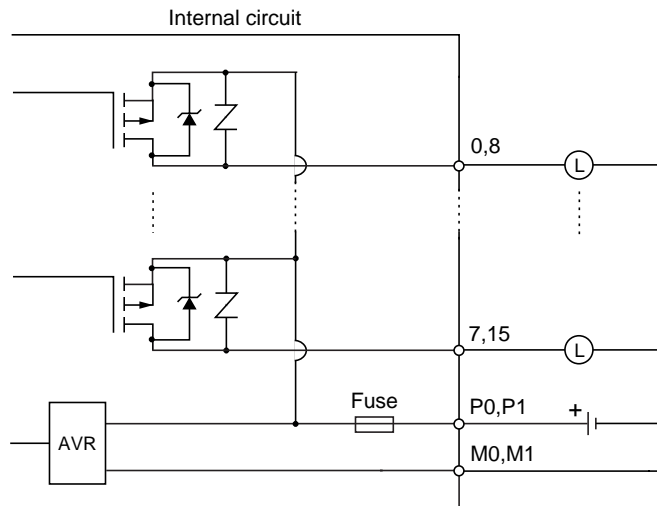 Internal circuit
0,8
L
7,15
L
Fuse
P0,P1
+
AVR
M0,M1